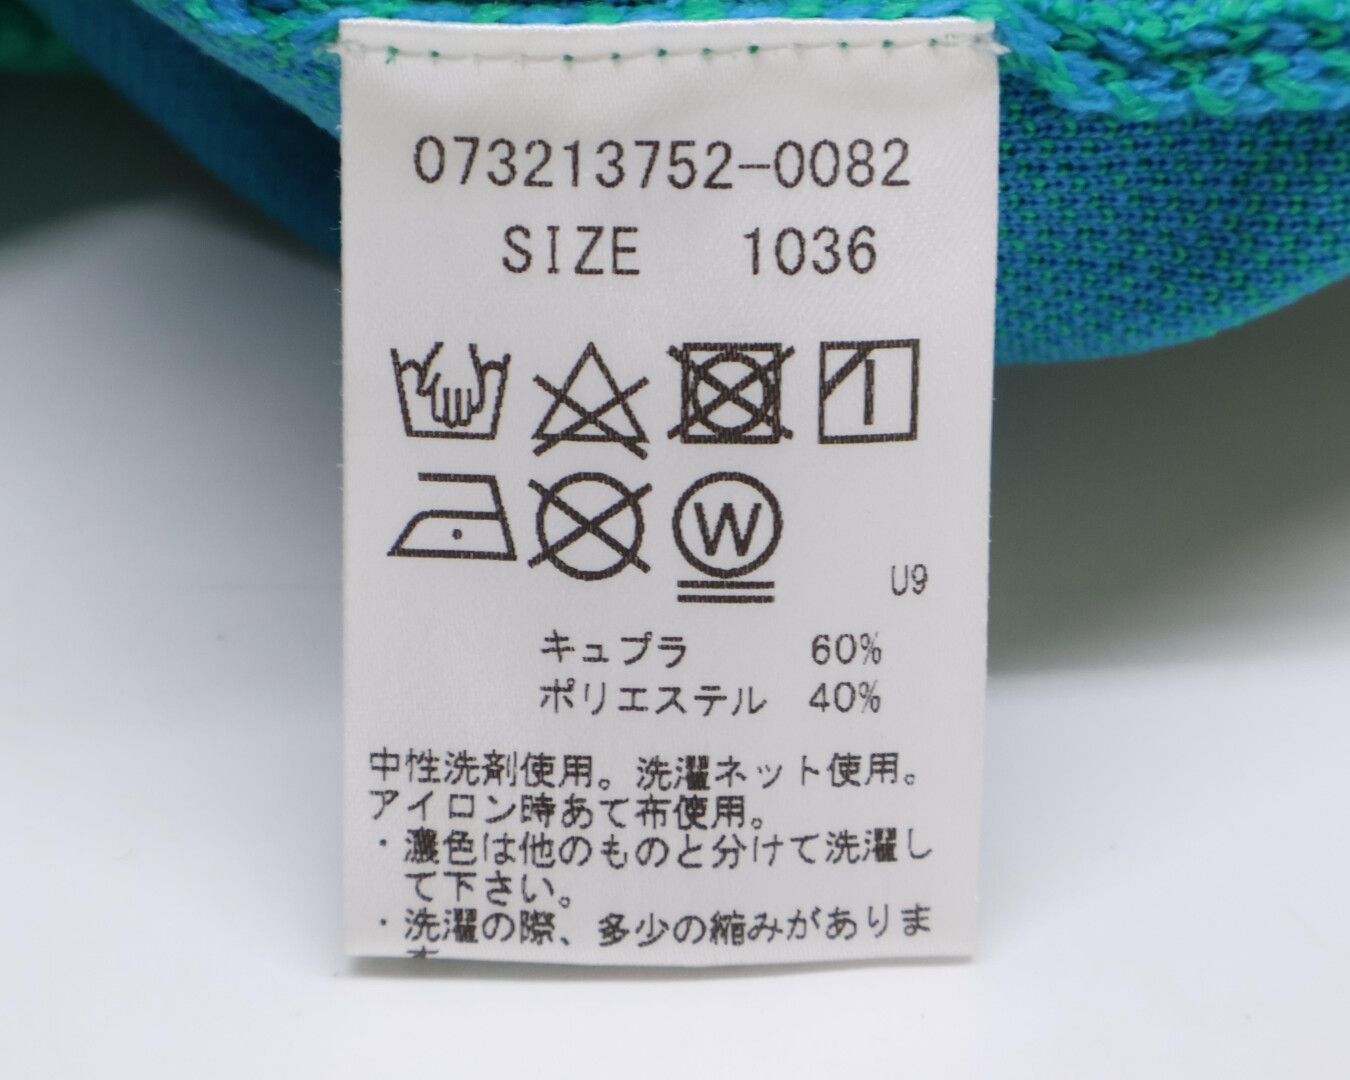 073213752-0082
SIZE 1036
W
U9
キュプラ 60%
ポリエステル 40%
中性洗剤使用。洗濯ネット使用。
アイロン時あて布使用。
・濃色は他のものと分けて洗濯し
て下さい。
・洗濯の際、多少の縮みがありま